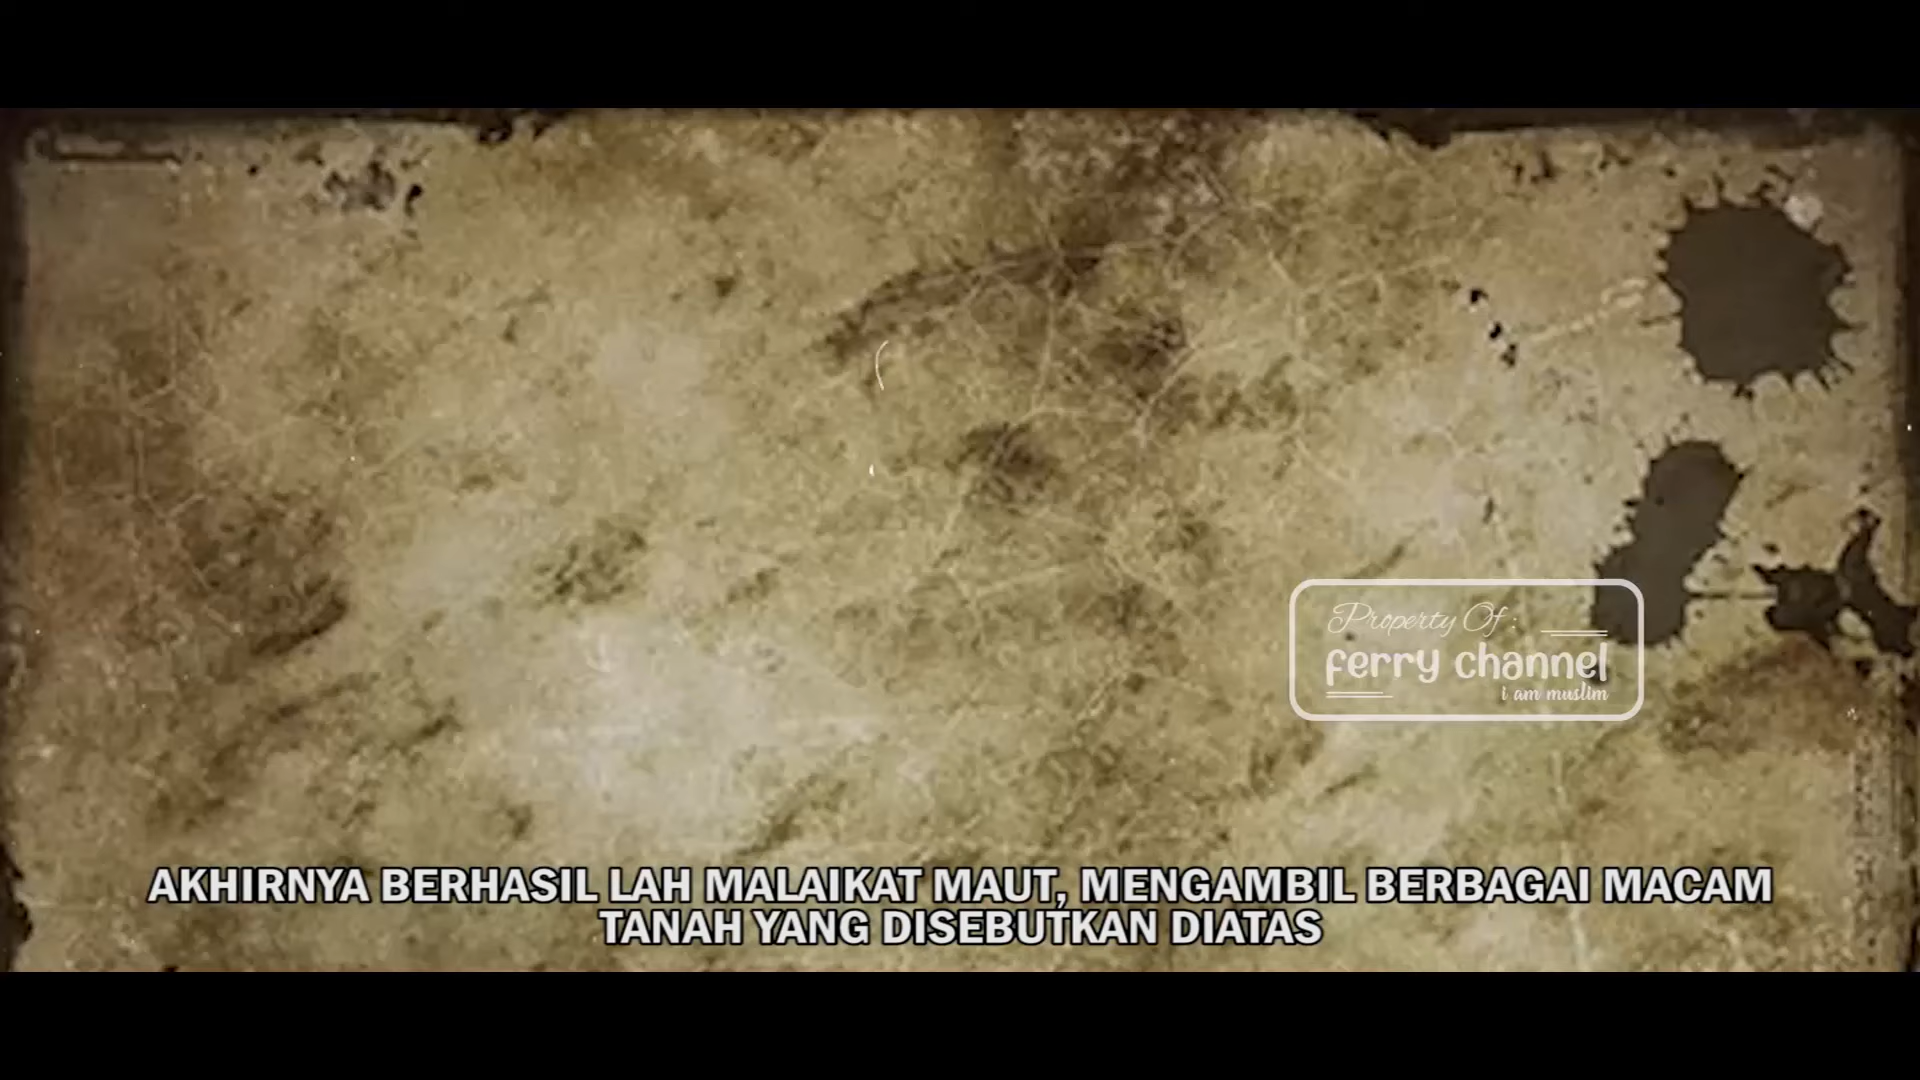 Property Of :
ferry channel
i am muslim
AKHIRNYA BERHASIL LAH MALAIKAT MAUT, MENGAMBIL BERBAGAI MACAM
TANAH YANG DISEBUTKAN DIATAS